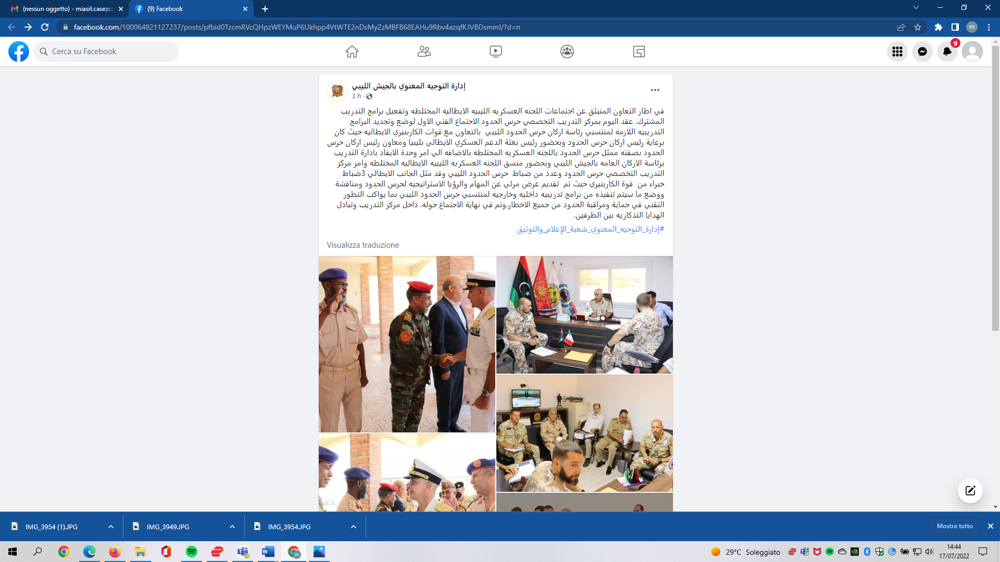 (nessun oggetto) - miasit.casezco
(9) Facebook
facebook.com/100064821127237/posts/pfbid0TzcmRVcQHpzWEYMuP6Ukhpp4VtWTE2nDsMyZzMBFB68EAHu9Rbv4azqfKJVBDsmml/?d=n
m
Cerca su Facebook
9
إدارة التوجيه المعنوي بالجيش الليبي
3 h ·
في اطار التعاون المنبثق عن اجتماعات اللجنه العسكريه الليبيه الايطاليه المختلطه وتفعيل برامج التدريب
المشترك. عقد اليوم بمركز التدريب التخصصي حرس الحدود الاجتماع الفني الاول لوضع وتحديد البرامج
التدريبيه اللازمه لمنتسبي رئاسة اركان حرس الحدود الليبي بالتعاون مع قوات الكاربنيري الايطاليه حيث كان
برعاية رئيس اركان حرس الحدود وبحضور رئيس بعثة الدعم العسكري الايطالي بليبيا ومعاون رئيس اركان حرس
الحدود بصفته ممثل حرس الحدود باللجنه العسكريه المختلطه بالاضافه الي امر وحدة الايفاد بادارة التدريب
برئاسة الاركان العامه بالجيش الليبي وبحضور منسق اللجنه العسكريه الليبيه الايطاليه المختلطه وامر مركز
التدريب التخصصي حرس الحدود وعدد من ضباط حرس الحدود الليبي وقد مثل الجانب الايطالي 3ضباط
خبراء من قوة الكاربنيري حيث تم تقديم عرض مرئي عن المهام والرؤيا الاستراتيجيه لحرس الحدود ومناقشة
ووضع ما سيتم تنفيذه من برامج تدريبيه داخليه وخارجيه لمنتسبي حرس الحدود الليبي بما يواكب التطور
التقني في حماية ومراقبة الحدود من جميع الاخطار.وتم في نهاية الاجتماع جوله. داخل مركز التدريب وتبادل
الهدايا التذكاريه بين الطرفين.
#إدارة_التوجيه_المعنوي_شعبة_الإعلام_والتوثيق
Visualizza traduzione
IMG_3954 (1).JPG
IMG_3949.JPG
IMG_3954.JPG
Mostra tutto
29°C Soleggiato
14:44
17/07/2022